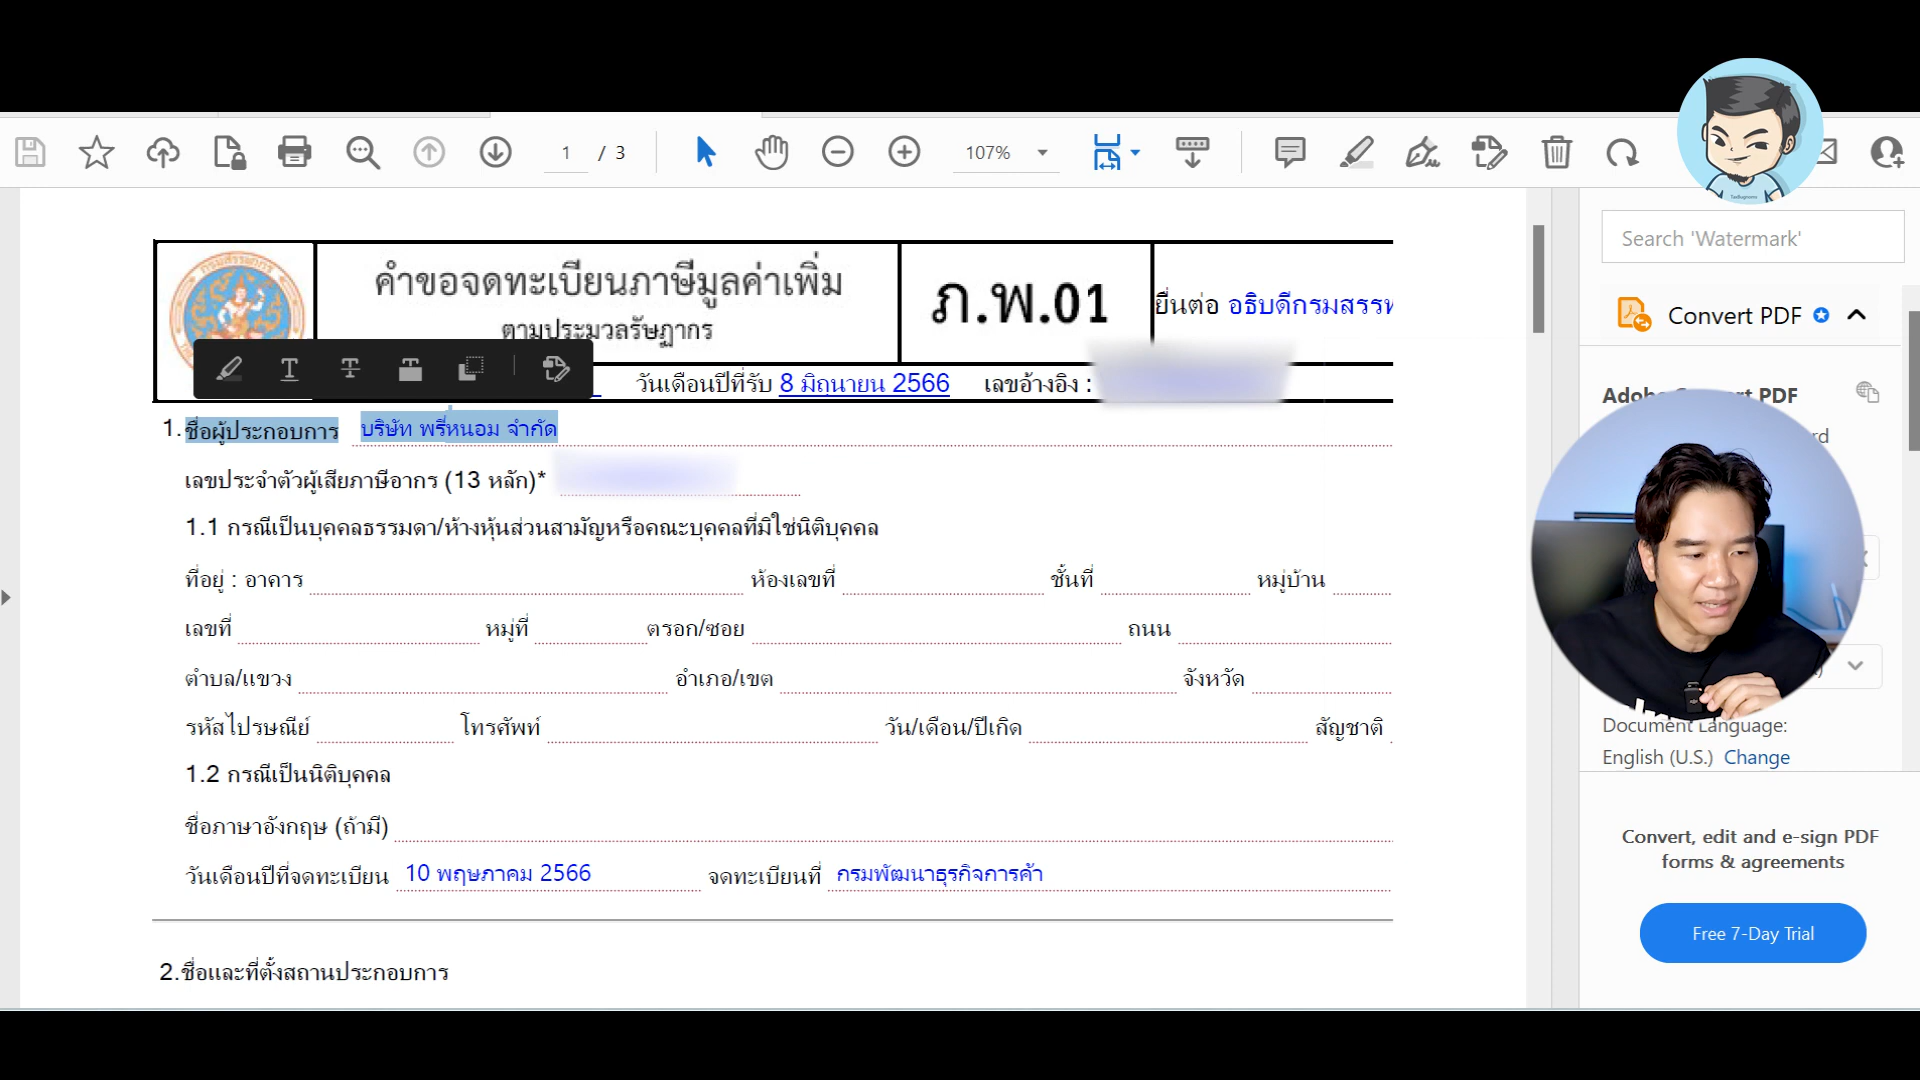 1 / 3
107%
Search 'Watermark'
คำขอจดทะเบียนภาษีมูลค่าเพิ่ม
ตามประมวลรัษฎากร
ภ.พ.01
ยื่นต่อ อธิบดีกรมสรรพ
Convert PDF
วันเดือนปีที่รับ 8 มิถุนายน 2566 เลขอ้างอิง :
1. ชื่อผู้ประกอบการ บริษัท พรี่หนอม จำกัด
เลขประจำตัวผู้เสียภาษีอากร (13 หลัก)*
1.1 กรณีเป็นบุคคลธรรมดา/ห้างหุ้นส่วนสามัญหรือคณะบุคคลที่มิใช่นิติบุคคล
ที่อยู่ : อาคาร ห้องเลขที่ ชั้นที่ หมู่บ้าน
เลขที่ หมู่ที่ ตรอก/ซอย ถนน
ตำบล/แขวง อำเภอ/เขต จังหวัด
รหัสไปรษณีย์ โทรศัพท์ วัน/เดือน/ปีเกิด สัญชาติ
1.2 กรณีเป็นนิติบุคคล
ชื่อภาษาอังกฤษ (ถ้ามี)
วันเดือนปีที่จดทะเบียน 10 พฤษภาคม 2566 จดทะเบียนที่ กรมพัฒนาธุรกิจการค้า
2.ชื่อและที่ตั้งสถานประกอบการ
PDF
Document Language:
English (U.S.) Change
Convert, edit and e-sign PDF
forms & agreements
Free 7-Day Trial